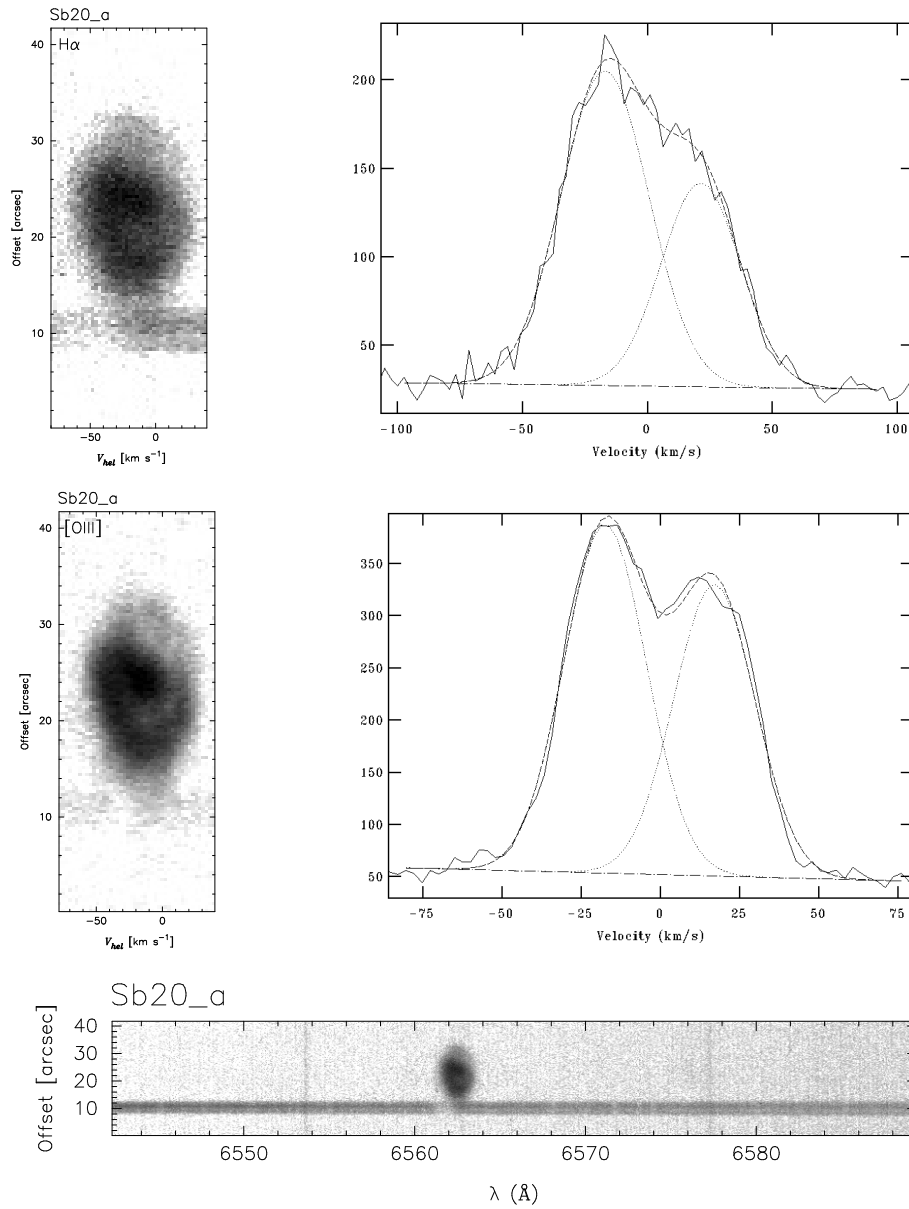 Sb20_a
Hα
40
30
20
10
Offset [arcsec]
−50 0
V_hel [km s⁻¹]
200
150
100
50
-100 -50 0 50 100
Velocity (km/s)
Sb20_a
[OIII]
40
30
20
10
0
Offset [arcsec]
−50 0
V_hel [km s⁻¹]
350
300
250
200
150
100
50
-75 -50 -25 0 25 50 75
Velocity (km/s)
Sb20_a
40
30
20
10
Offset [arcsec]
6550 6560 6570 6580
λ (Å)